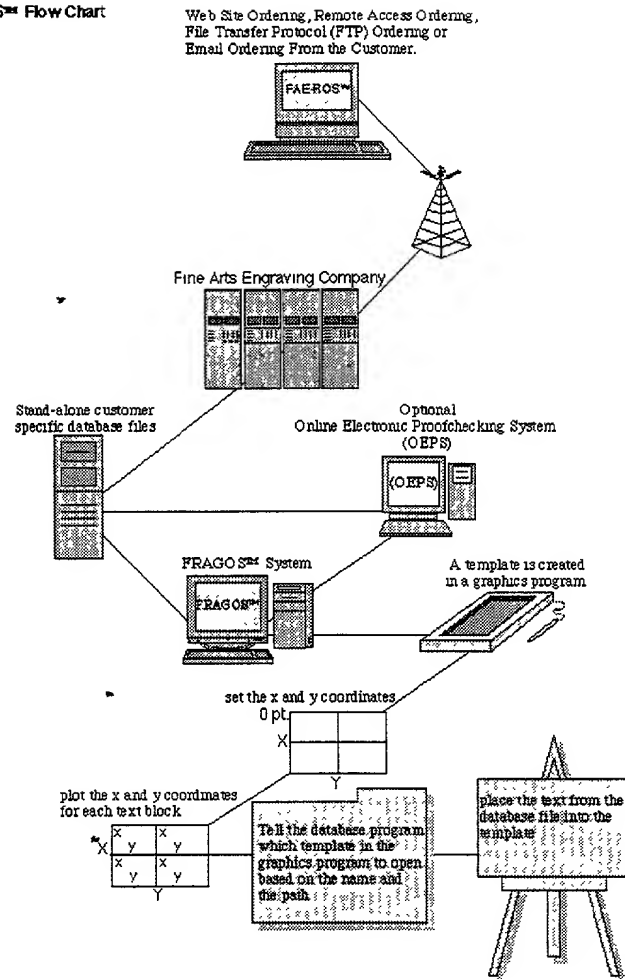 Flow Chart
Web Site Ordering, Remote Access Ordering,
File Transfer Protocol (FTP) Ordering or
Email Ordering From the Customer.
FAEROS™
Fine Arts Engraving Company
Stand-alone customer
specific database files
Optional
Online Electronic Proofchecking System
(OEPS)
(OEPS)
FRAGOS™ System
FRAGOS™
A template is created
in a graphics program
set the x and y coordinates
0 pt.
X
Y
plot the x and y coordinates
for each text block
X
x x
y y
x x
y y
Y
Tell the database program
which template in the
graphics program to open
based on the name and
the path
place the text from the
database file into the
template